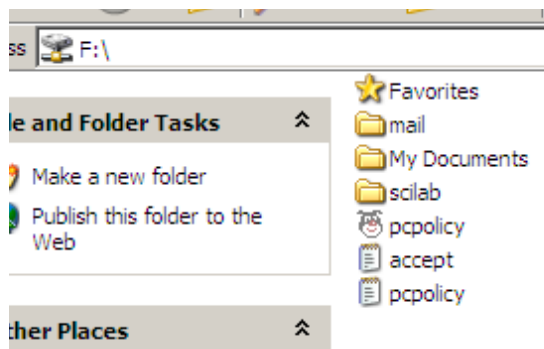 ss F:\
le and Folder Tasks
Make a new folder
Publish this folder to the
Web
ther Places
Favorites
mail
My Documents
scilab
pcpolicy
accept
pcpolicy